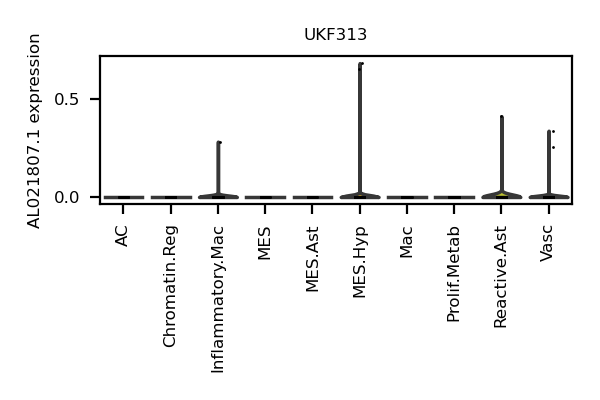 UKF313
AL021807.1 expression
0.5
0.0
AC
Chromatin.Reg
Inflammatory.Mac
MES
MES.Ast
MES.Hyp
Mac
Prolif.Metab
Reactive.Ast
Vasc